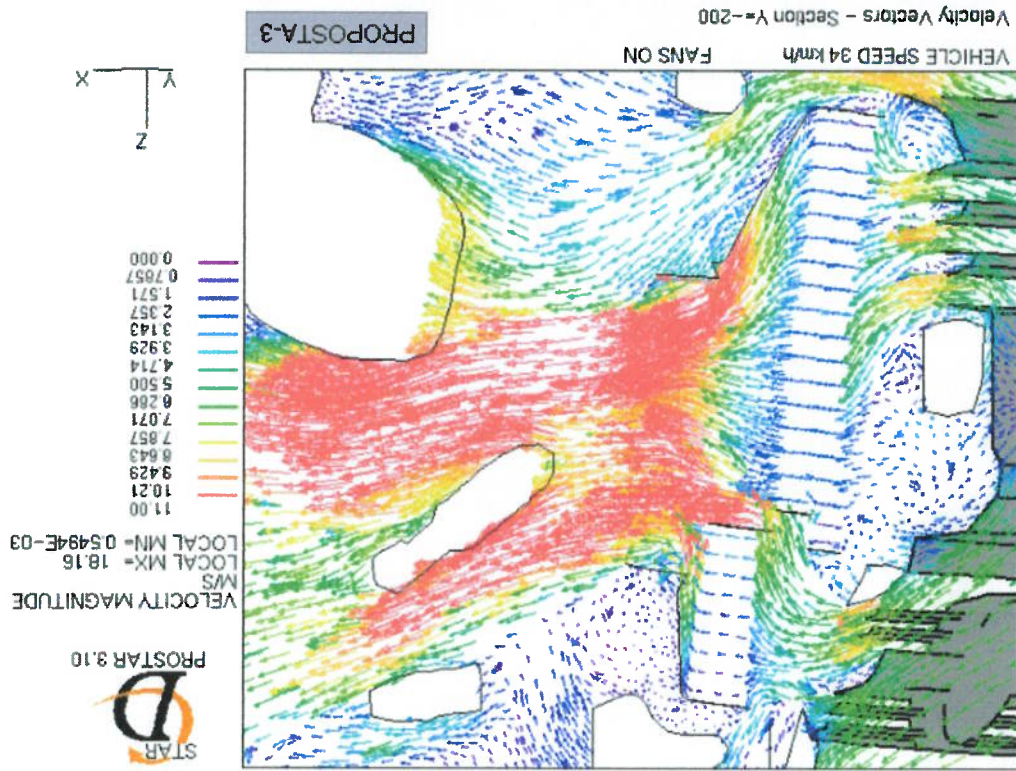 STAR
D
PROSTAR 3.10
VELOCITY MAGNITUDE
M/S
LOCAL MX= 18.16
LOCAL MN= 0.5494E-03
11.00
10.21
9.429
8.643
7.857
7.071
6.286
5.500
4.714
3.929
3.143
2.357
1.571
0.7857
0.000
Z
Y X
VEHICLE SPEED 34 km/h FANS ON
PROPOSTA-3
Velocity Vectors – Section Y=-200